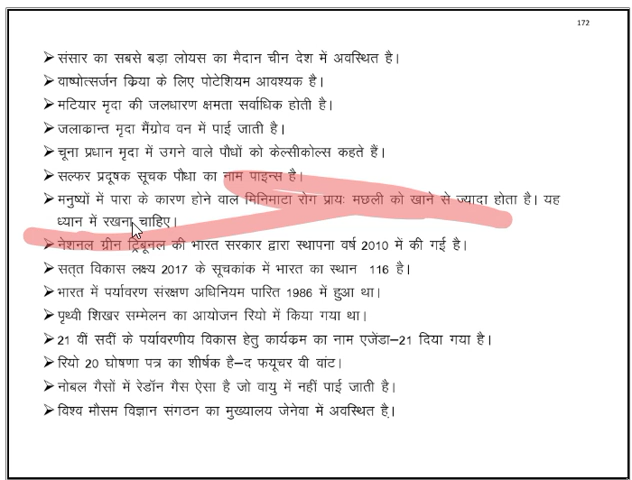 172
➢ संसार का सबसे बड़ा लोयस का मैदान चीन देश में अवस्थित है।
➢ वाष्पोत्सर्जन क्रिया के लिए पोटेशियम आवश्यक है।
➢ मटियार मृदा की जलधारण क्षमता सर्वाधिक होती है।
➢ जलाक्रान्त मृदा मैंग्रोव वन में पाई जाती है।
➢ चूना प्रधान मृदा में उगने वाले पौधों को केल्सीकोल्स कहते हैं।
➢ सल्फर प्रदूषक सूचक पौधा का नाम पाइन्स है।
➢ मनुष्यों में पारा के कारण होने वाल मिनिमाटा रोग प्रायः मछली को खाने से ज्यादा होता है। यह
ध्यान में रखना चाहिए।
➢ नेशनल ग्रीन ट्रिबूनल की भारत सरकार द्वारा स्थापना वर्ष 2010 में की गई है।
➢ सतत विकास लक्ष्य 2017 के सूचकांक में भारत का स्थान 116 है।
➢ भारत में पर्यावरण संरक्षण अधिनियम पारित 1986 में हुआ था।
➢ पृथ्वी शिखर सम्मेलन का आयोजन रियो में किया गया था।
➢ 21 वीं सदीं के पर्यावरणीय विकास हेतु कार्यक्रम का नाम एजेंडा–21 दिया गया है।
➢ रियो 20 घोषणा पत्र का शीर्षक है–द फयूचर वी वांट।
➢ नोबल गैसों में रेडॉन गैस ऐसा है जो वायु में नहीं पाई जाती है।
➢ विश्व मौसम विज्ञान संगठन का मुख्यालय जेनेवा में अवस्थित है।